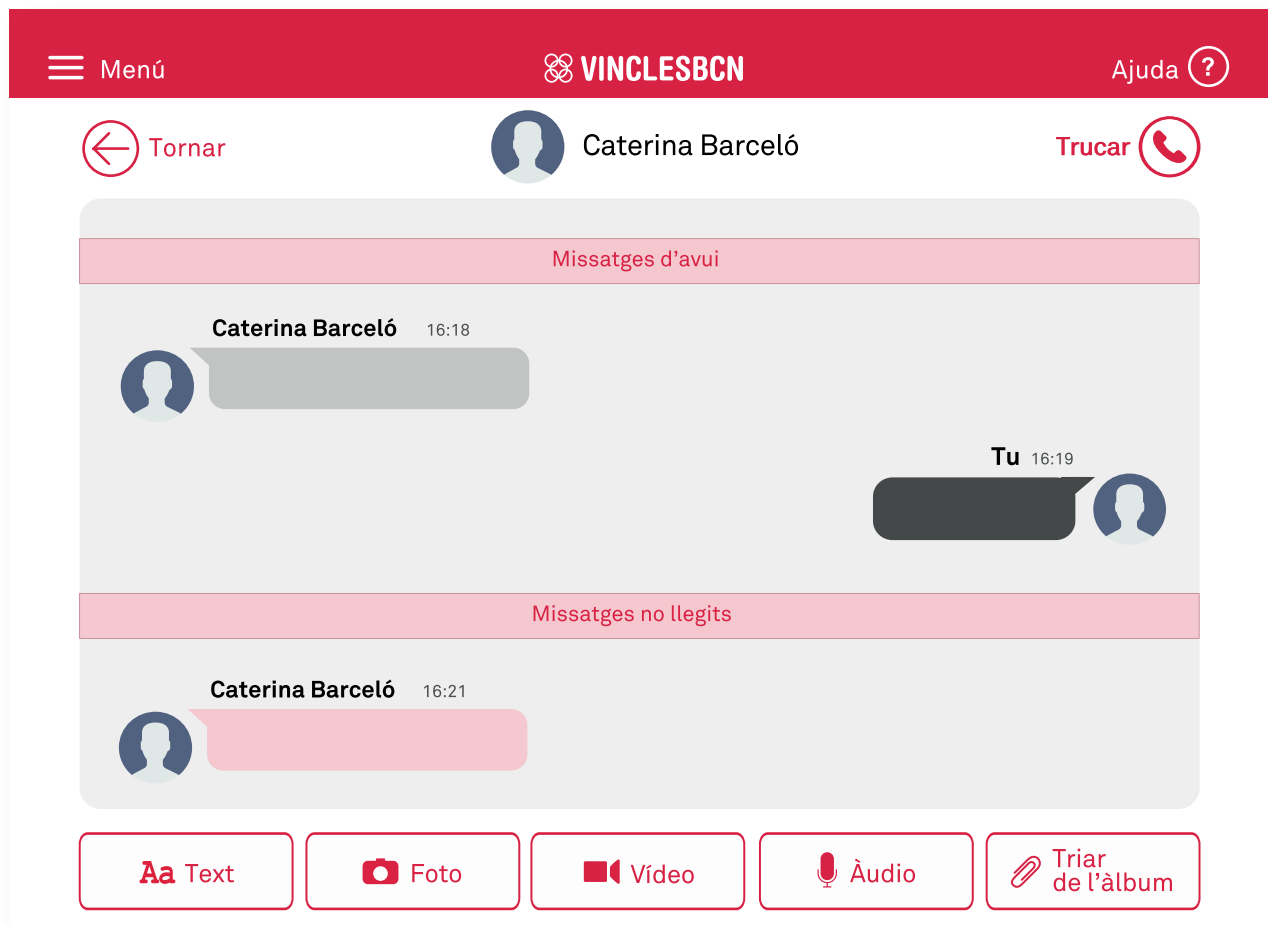 Menú
VINCLESBCN
Ajuda ?
Tornar
Caterina Barceló
Trucar
Missatges d’avui
Caterina Barceló 16:18
Tu 16:19
Missatges no llegits
Caterina Barceló 16:21
Aa Text
Foto
Vídeo
Àudio
Triar
de l’àlbum